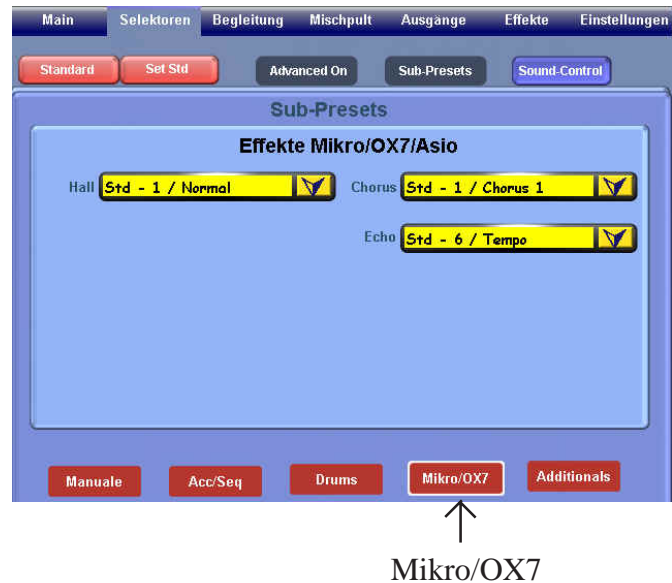 Main Selektoren Begleitung Mischpult Ausgänge Effekte Einstellungen
Standard Set Std Advanced On Sub-Presets Sound-Control
Sub-Presets
Effekte Mikro/OX7/Asio
Hall Std - 1 / Normal Chorus Std - 1 / Chorus 1
Echo Std - 6 / Tempo
Manuale Acc/Seq Drums Mikro/OX7 Additionals
Mikro/OX7